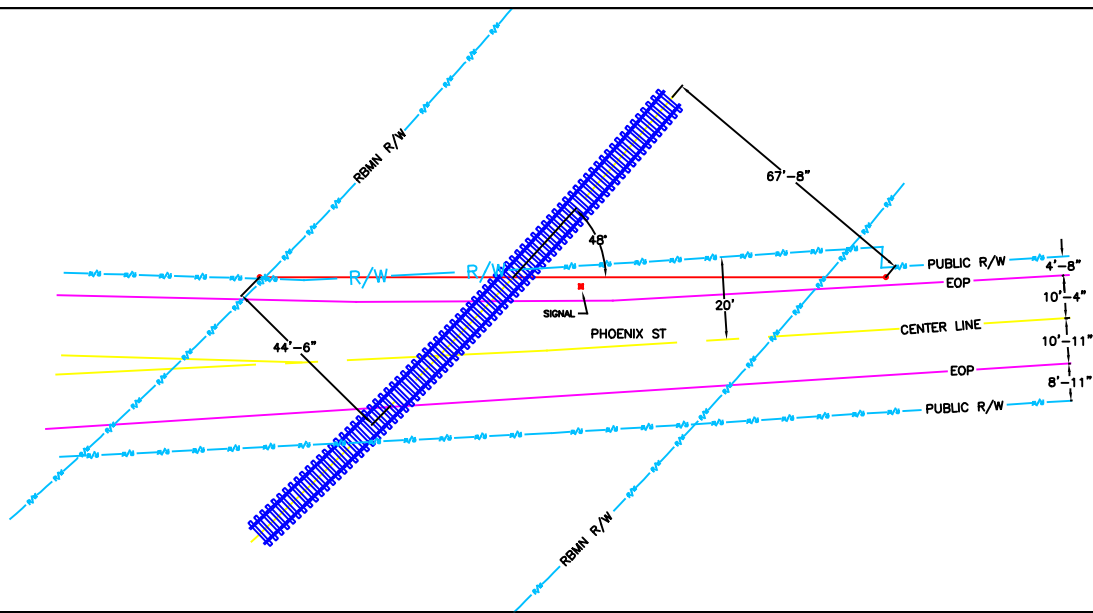 RBMN R/W
67'-8"
48°
R/W
R/W
PUBLIC R/W
4'-8"
EOP
10'-4"
20'
SIGNAL
PHOENIX ST
CENTER LINE
10'-11"
44'-6"
EOP
8'-11"
PUBLIC R/W
RBMN R/W